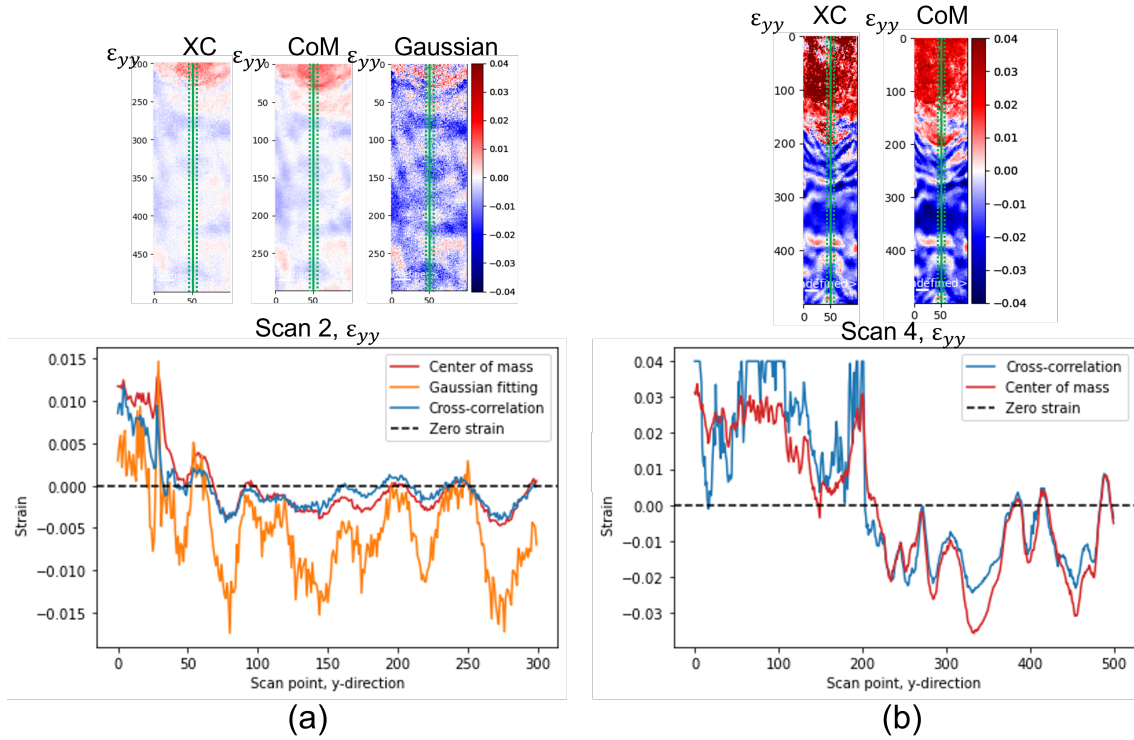 XC CoM Gaussian
εyy εyy εyy
200
250
300
350
400
450
0 50
0
50
100
150
200
250
0 50
0
50
100
150
200
250
0 50
0.04
0.03
0.02
0.01
0.00
−0.01
−0.02
−0.03
−0.04
XC CoM
εyy εyy
0
100
200
300
400
0 50
0
100
200
300
400
0 50
ndefined>
ndefined>
0.04
0.03
0.02
0.01
0.00
−0.01
−0.02
−0.03
−0.04
Scan 2, εyy
Strain
0.015
0.010
0.005
0.000
−0.005
−0.010
−0.015
Center of mass
Gaussian fitting
Cross-correlation
Zero strain
0 50 100 150 200 250 300
Scan point, y-direction
(a)
Scan 4, εyy
Strain
0.04
0.03
0.02
0.01
0.00
−0.01
−0.02
−0.03
Cross-correlation
Center of mass
Zero strain
0 100 200 300 400 500
Scan point, y-direction
(b)